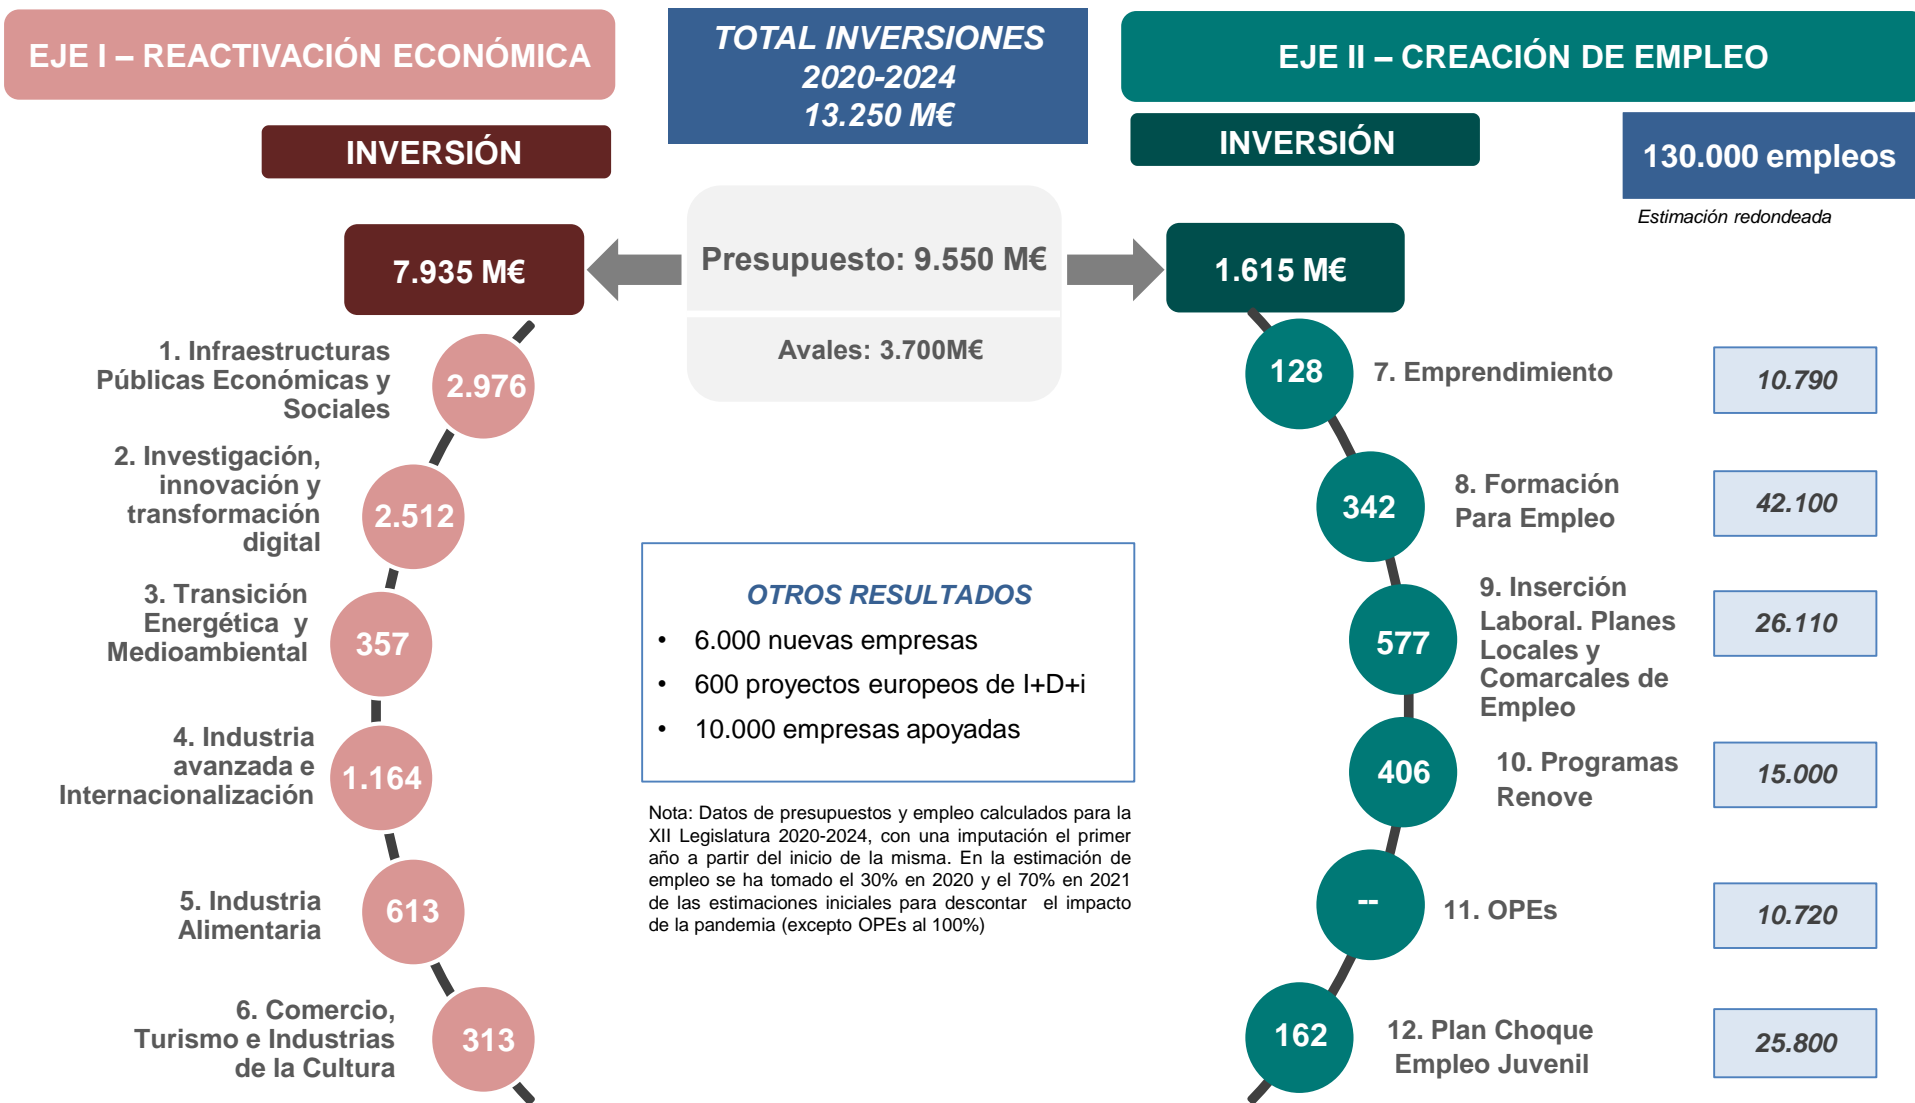 EJE I – REACTIVACIÓN ECONÓMICA
TOTAL INVERSIONES
2020-2024
13.250 M€
EJE II – CREACIÓN DE EMPLEO
INVERSIÓN
INVERSIÓN
130.000 empleos
Estimación redondeada
7.935 M€
Presupuesto: 9.550 M€
1.615 M€
Avales: 3.700M€
1. Infraestructuras
Públicas Económicas y
Sociales
2.976
2. Investigación,
innovación y
transformación
digital
2.512
3. Transición
Energética y
Medioambiental
357
4. Industria
avanzada e
Internacionalización
1.164
5. Industria
Alimentaria
613
6. Comercio,
Turismo e Industrias
de la Cultura
313
OTROS RESULTADOS
• 6.000 nuevas empresas
• 600 proyectos europeos de I+D+i
• 10.000 empresas apoyadas
Nota: Datos de presupuestos y empleo calculados para la
XII Legislatura 2020-2024, con una imputación el primer
año a partir del inicio de la misma. En la estimación de
empleo se ha tomado el 30% en 2020 y el 70% en 2021
de las estimaciones iniciales para descontar el impacto
de la pandemia (excepto OPEs al 100%)
128
7. Emprendimiento
10.790
342
8. Formación
Para Empleo
42.100
577
9. Inserción
Laboral. Planes
Locales y
Comarcales de
Empleo
26.110
406
10. Programas
Renove
15.000
--
11. OPEs
10.720
162
12. Plan Choque
Empleo Juvenil
25.800